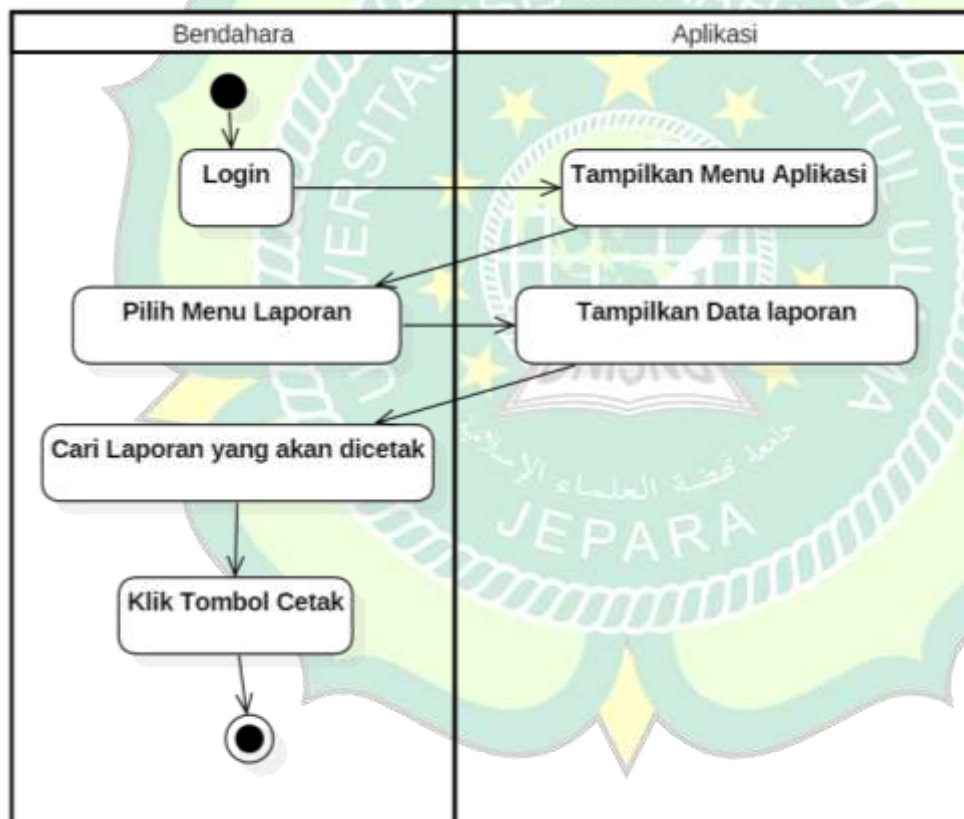 Bendahara
Aplikasi
Login
Tampilkan Menu Aplikasi
Pilih Menu Laporan
Tampilkan Data laporan
Cari Laporan yang akan dicetak
Klik Tombol Cetak
JEPARA